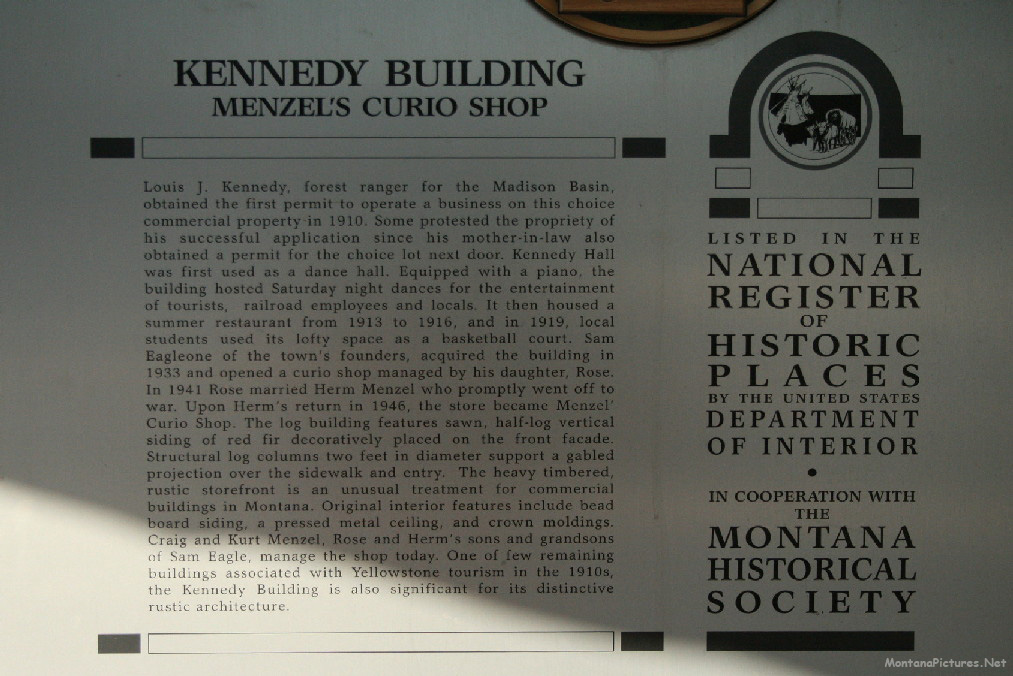 KENNEDY BUILDING
MENZEL'S CURIO SHOP
Louis J. Kennedy, forest ranger for the Madison Basin,
obtained the first permit to operate a business on this choice
commercial property in 1910. Some protested the propriety of
his successful application since his mother-in-law also
obtained a permit for the choice lot next door. Kennedy Hall
was first used as a dance hall. Equipped with a piano, the
building hosted Saturday night dances for the entertainment
of tourists, railroad employees and locals. It then housed a
summer restaurant from 1913 to 1916, and in 1919, local
students used its lofty space as a basketball court. Sam
Eagleone of the town's founders, acquired the building in
1933 and opened a curio shop managed by his daughter, Rose.
In 1941 Rose married Herm Menzel who promptly went off to
war. Upon Herm's return in 1946, the store became Menzel'
Curio Shop. The log building features sawn, half-log vertical
siding of red fir decoratively placed on the front facade.
Structural log columns two feet in diameter support a gabled
projection over the sidewalk and entry. The heavy timbered,
rustic storefront is an unusual treatment for commercial
buildings in Montana. Original interior features include bead
board siding, a pressed metal ceiling, and crown moldings.
Craig and Kurt Menzel, Rose and Herm's sons and grandsons
of Sam Eagle, manage the shop today. One of few remaining
buildings associated with Yellowstone tourism in the 1910s,
the Kennedy Building is also significant for its distinctive
rustic architecture.
LISTED IN THE
NATIONAL
REGISTER
OF
HISTORIC
PLACES
BY THE UNITED STATES
DEPARTMENT
OF INTERIOR
•
IN COOPERATION WITH
THE
MONTANA
HISTORICAL
SOCIETY
MontanaPictures.Net